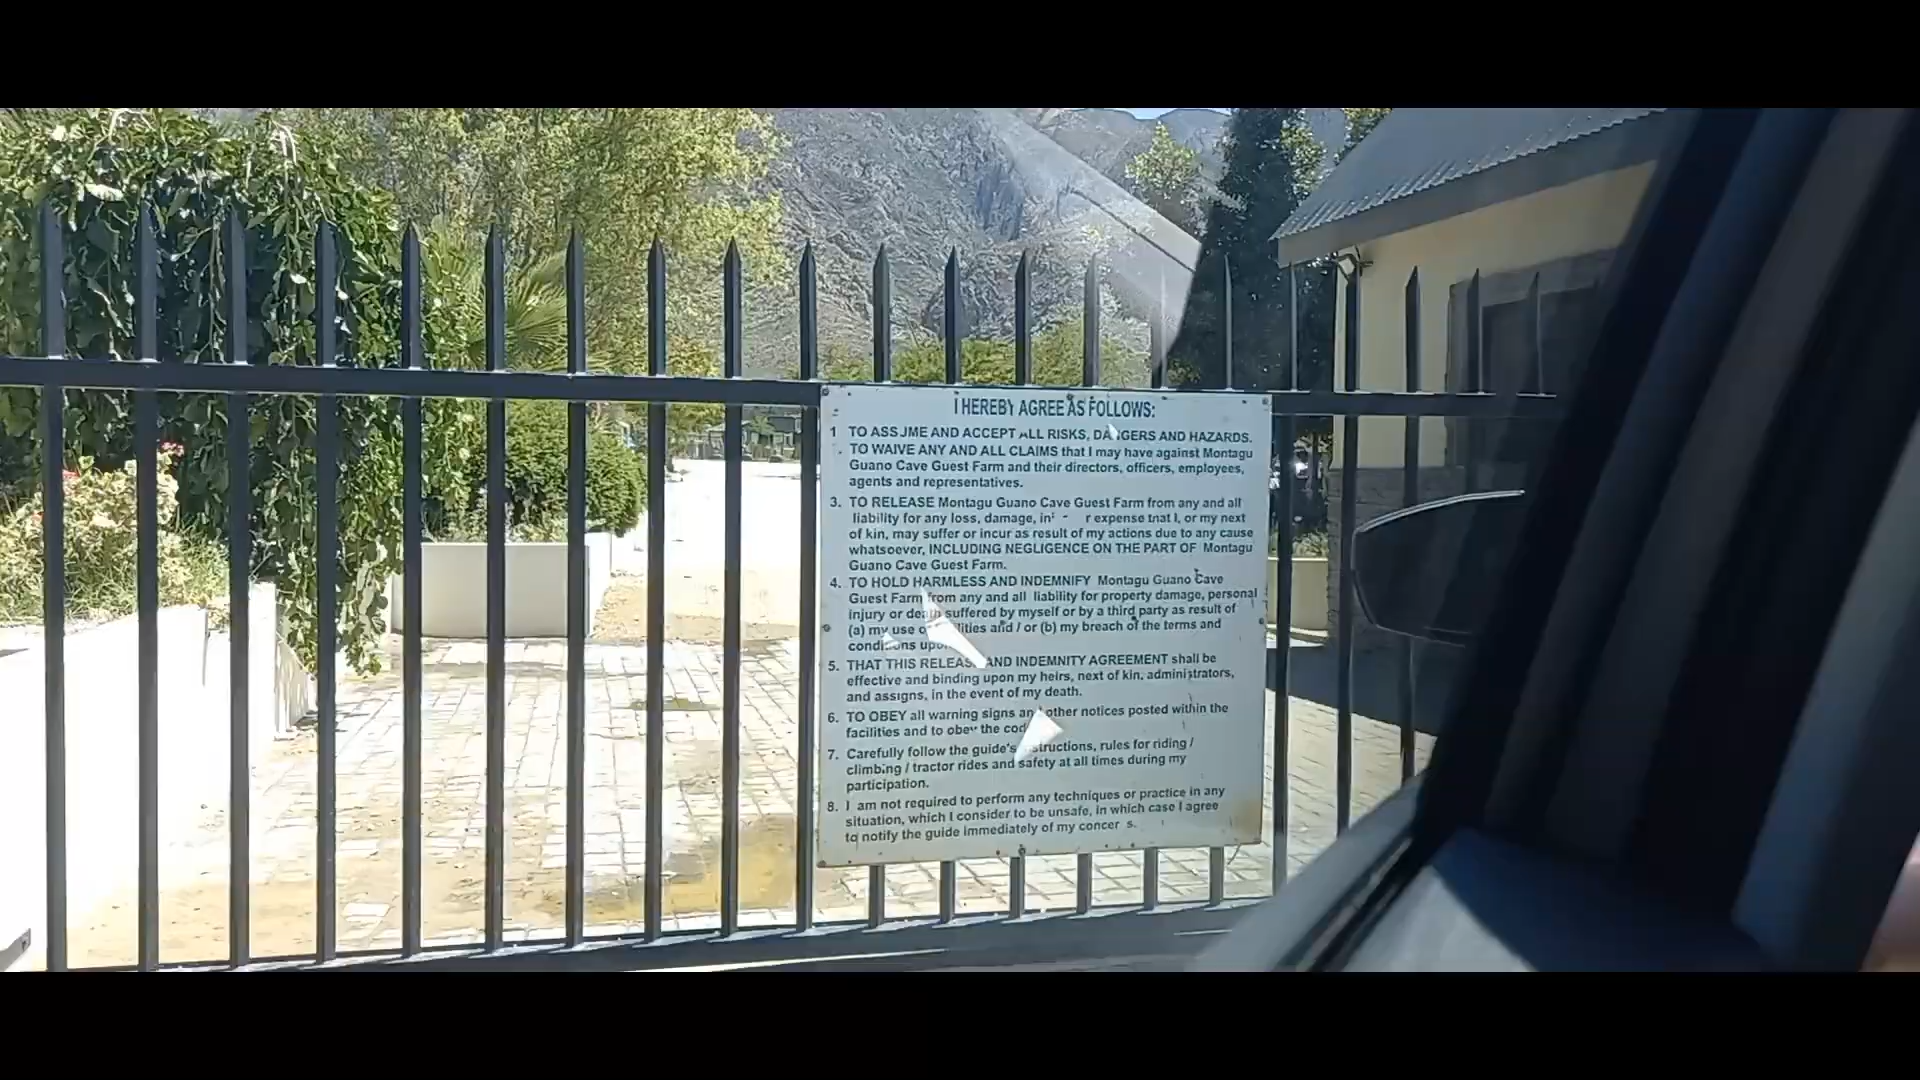 I HEREBY AGREE AS FOLLOWS:
1 TO ASSUME AND ACCEPT ALL RISKS, DANGERS AND HAZARDS.
. TO WAIVE ANY AND ALL CLAIMS that I may have against Montagu
Guano Cave Guest Farm and their directors, officers, employees,
agents and representatives.
3. TO RELEASE Montagu Guano Cave Guest Farm from any and all
liability for any loss, damage, r expense that I, or my next
of kin, may suffer or incur as result of my actions due to any cause
whatsoever, INCLUDING NEGLIGENCE ON THE PART OF Montagu
Guano Cave Guest Farm.
4. TO HOLD HARMLESS AND INDEMNIFY Montagu Guano Cave
Guest Farm from any and all liability for property damage, personal
injury or death suffered by myself or by a third party as result of
(a) my use and / or (b) my breach of the terms and
conditions upon
5. THAT THIS RELEASE AND INDEMNITY AGREEMENT shall be
effective and binding upon my heirs, next of kin, administrators,
and assigns, in the event of my death.
6. TO OBEY all warning signs and other notices posted within the
facilities and to obey the
7. Carefully follow the guide's instructions, rules for riding /
climbing / tractor rides and safety at all times during my
participation.
8. I am not required to perform any techniques or practice in any
situation, which I consider to be unsafe, in which case I agree
to notify the guide immediately of my concer s.